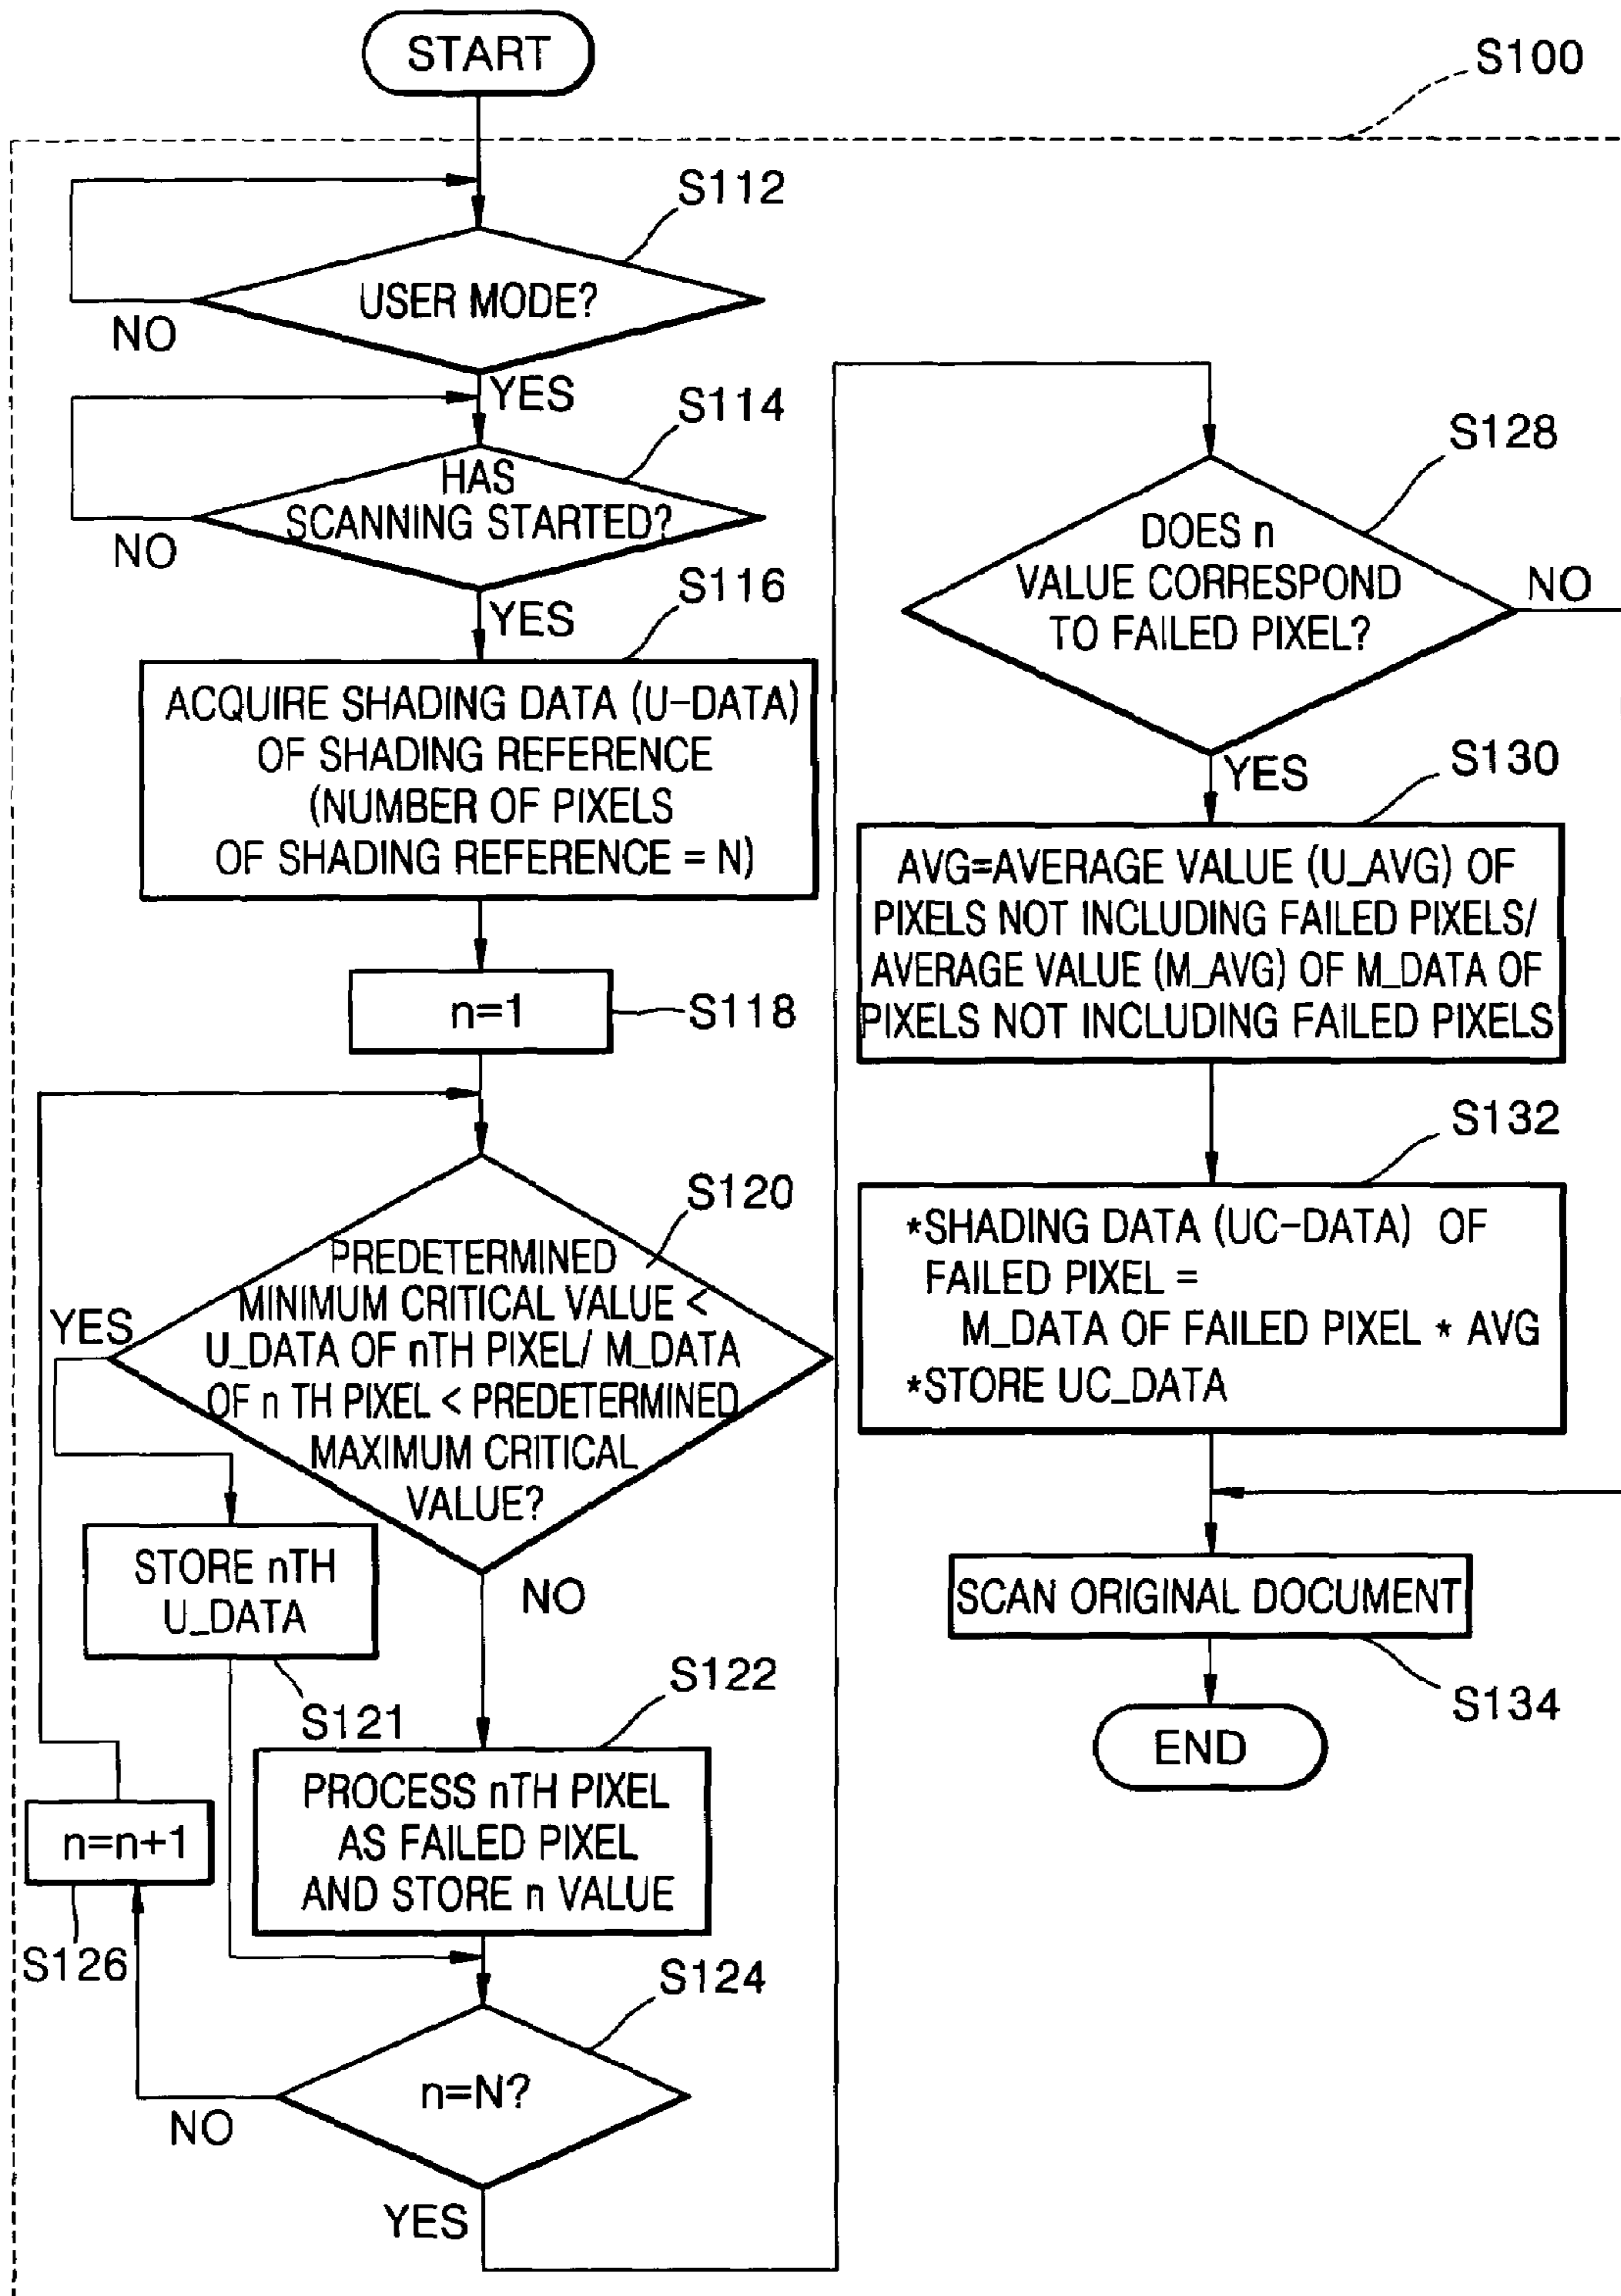 START
S100
S112
USER MODE?
NO
YES
S114
HAS
SCANNING STARTED?
NO
YES
S116
ACQUIRE SHADING DATA (U-DATA)
OF SHADING REFERENCE
(NUMBER OF PIXELS
OF SHADING REFERENCE = N)
n=1
S118
S120
PREDETERMINED
MINIMUM CRITICAL VALUE <
U_DATA OF nTH PIXEL/ M_DATA
OF n TH PIXEL < PREDETERMINED
MAXIMUM CRITICAL
VALUE?
YES
NO
STORE nTH
U_DATA
S121
S122
PROCESS nTH PIXEL
AS FAILED PIXEL
AND STORE n VALUE
n=n+1
S126
S124
n=N?
NO
YES
S128
DOES n
VALUE CORRESPOND
TO FAILED PIXEL?
NO
YES
S130
AVG=AVERAGE VALUE (U_AVG) OF
PIXELS NOT INCLUDING FAILED PIXELS/
AVERAGE VALUE (M_AVG) OF M_DATA OF
PIXELS NOT INCLUDING FAILED PIXELS
S132
*SHADING DATA (UC-DATA) OF
FAILED PIXEL =
M_DATA OF FAILED PIXEL * AVG
*STORE UC_DATA
SCAN ORIGINAL DOCUMENT
S134
END